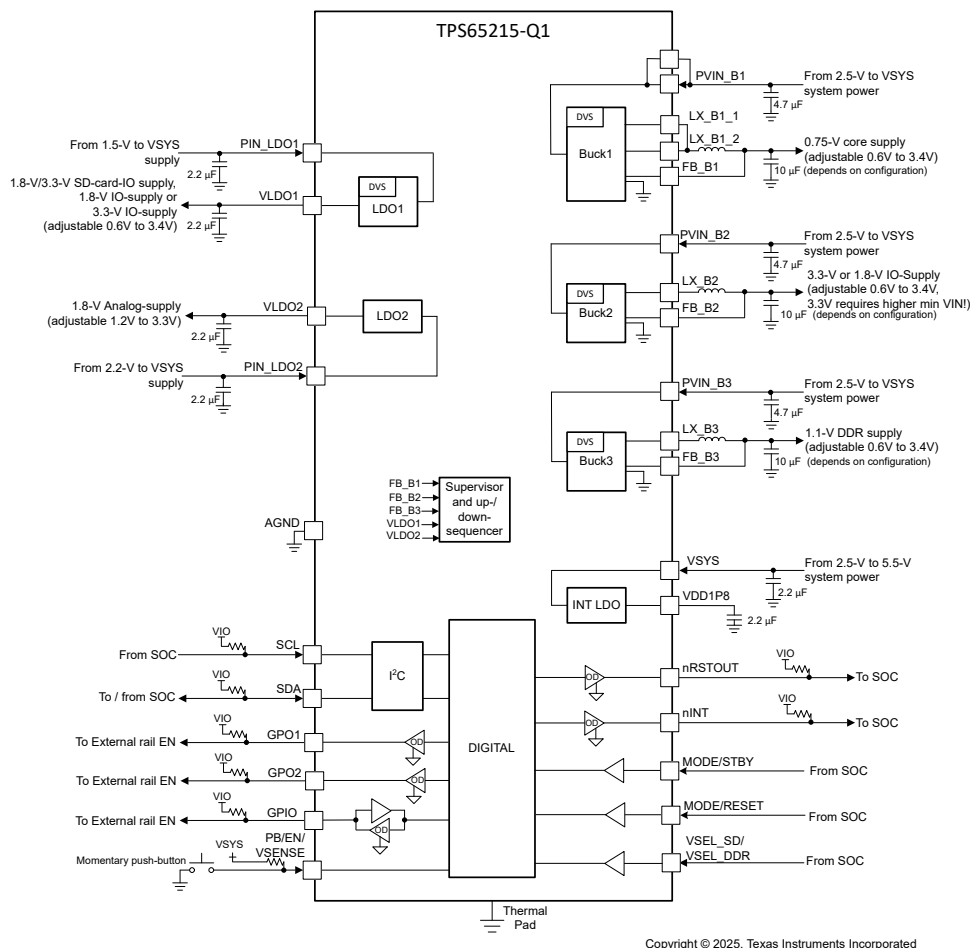 TPS65215-Q1
PVIN_B1
From 2.5-V to VSYS
system power
4.7 µF
DVS
Buck1
LX_B1_1
LX_B1_2
FB_B1
0.75-V core supply
(adjustable 0.6V to 3.4V)
(depends on configuration)
10 µF
From 1.5-V to VSYS
supply
PIN_LDO1
2.2 µF
1.8-V/3.3-V SD-card-IO supply,
1.8-V IO-supply or
3.3-V IO-supply
(adjustable 0.6V to 3.4V)
VLDO1
2.2 µF
DVS
LDO1
PVIN_B2
From 2.5-V to VSYS
system power
4.7 µF
DVS
Buck2
LX_B2
FB_B2
3.3-V or 1.8-V IO-Supply
(adjustable 0.6V to 3.4V,
3.3V requires higher min VIN!)
(depends on configuration)
10 µF
1.8-V Analog-supply
(adjustable 1.2V to 3.3V)
VLDO2
2.2 µF
LDO2
From 2.2-V to VSYS
supply
PIN_LDO2
2.2 µF
PVIN_B3
From 2.5-V to VSYS
system power
4.7 µF
DVS
Buck3
LX_B3
FB_B3
1.1-V DDR supply
(adjustable 0.6V to 3.4V)
(depends on configuration)
10 µF
FB_B1
FB_B2
FB_B3
VLDO1
VLDO2
Supervisor
and up-/
down-
sequencer
AGND
VSYS
From 2.5-V to 5.5-V
system power
2.2 µF
INT LDO
VDD1P8
2.2 µF
From SOC
VIO
SCL
To / from SOC
VIO
SDA
I²C
To External rail EN
VIO
GPO1
OD
To External rail EN
VIO
GPO2
OD
To External rail EN
VIO
GPIO
OD
Momentary push-button
VSYS
PB/EN/
VSENSE
DIGITAL
OD
nRSTOUT
VIO
To SOC
OD
nINT
VIO
To SOC
MODE/STBY
From SOC
MODE/RESET
From SOC
VSEL_SD/
VSEL_DDR
From SOC
Thermal
Pad
Copyright © 2025, Texas Instruments Incorporated